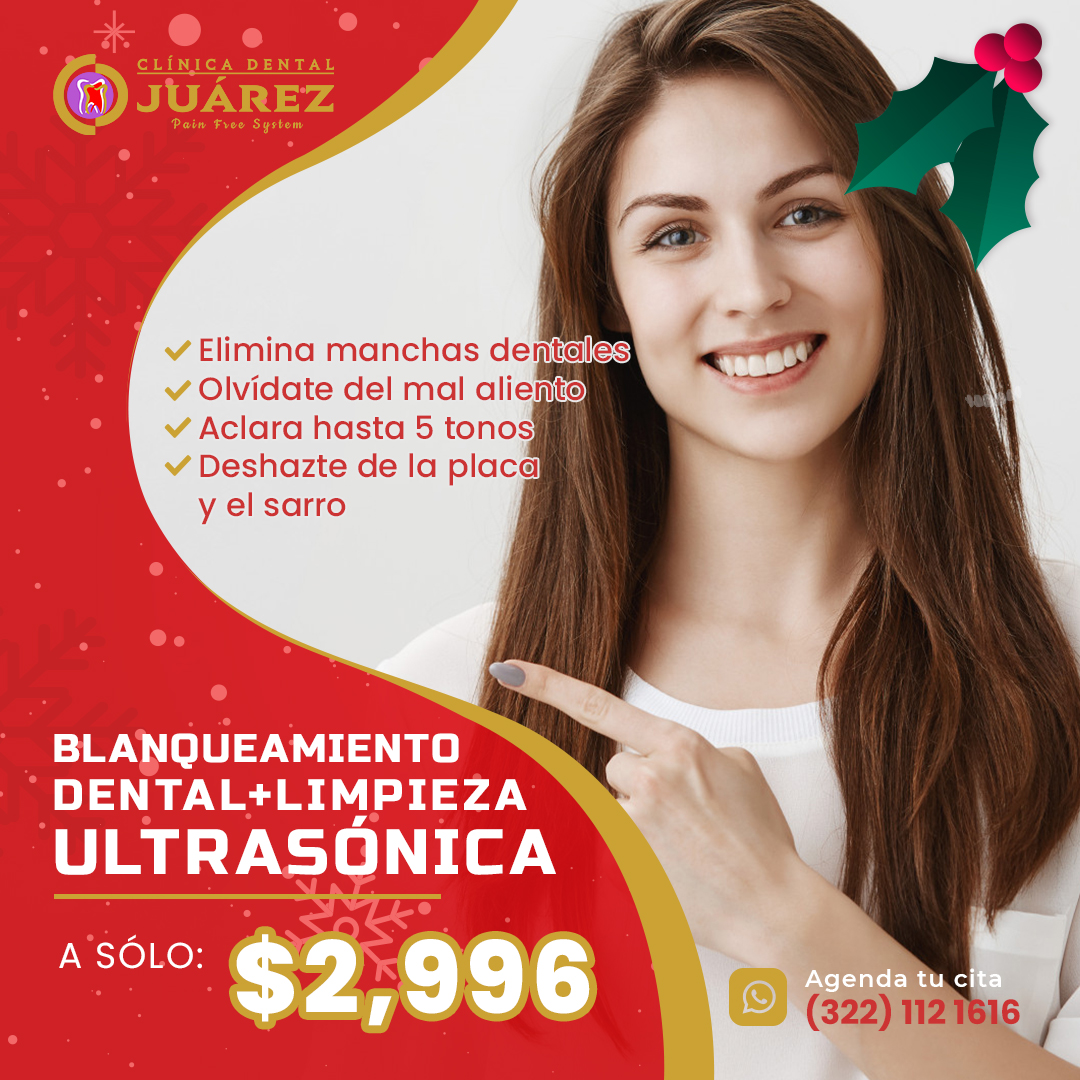 CLÍNICA DENTAL
JUÁREZ
Pain Free System
Elimina manchas dentales
Olvídate del mal aliento
Aclara hasta 5 tonos
Deshazte de la placa
y el sarro
BLANQUEAMIENTO
DENTAL+LIMPIEZA
ULTRASÓNICA
A SÓLO: $2,996
Agenda tu cita
(322) 112 1616